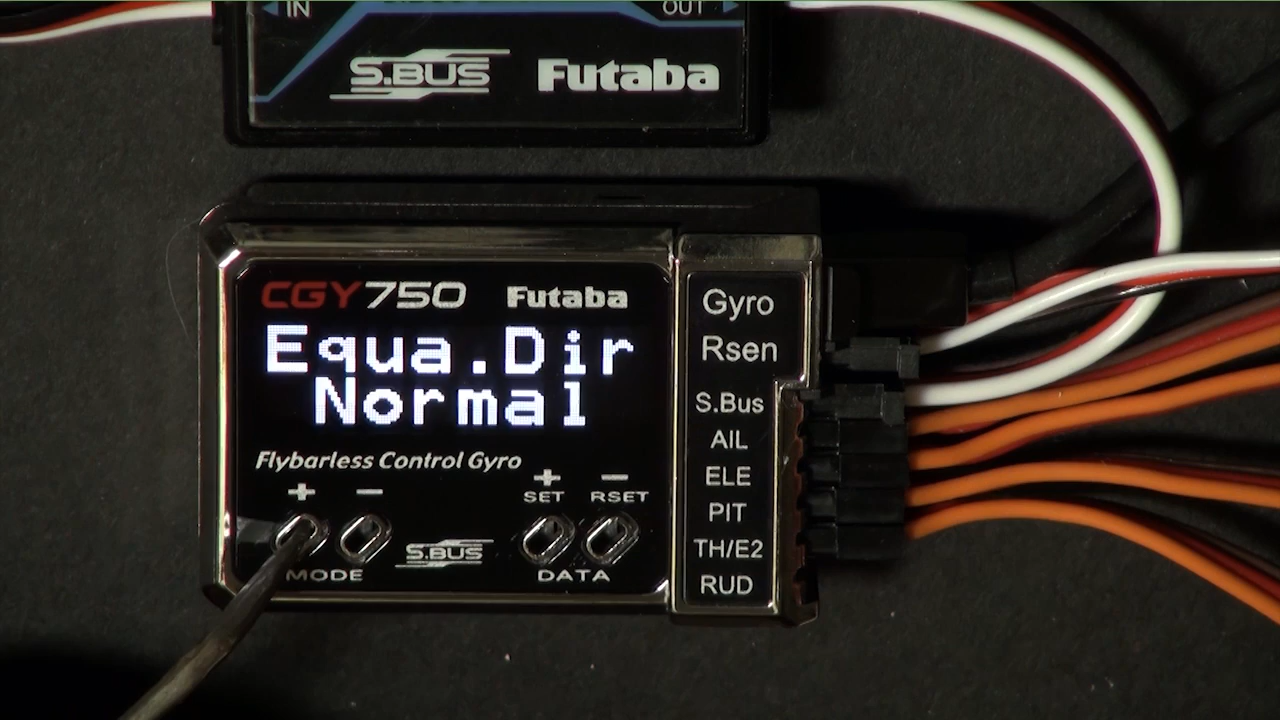 IN OUT
S.BUS Futaba
CGY750 Futaba
Equa.Dir
Normal
Flybarless Control Gyro
+ − + −
SET RSET
S.BUS
MODE DATA
Gyro
Rsen
S.Bus
AIL
ELE
PIT
TH/E2
RUD